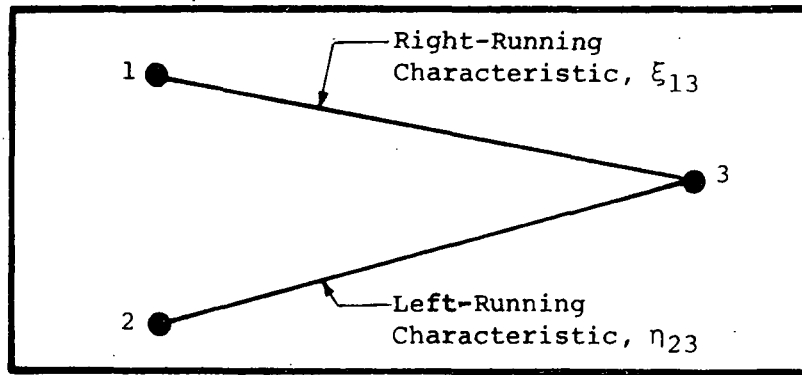 Right-Running
1
Characteristic, ξ13
3
Left-Running
2
Characteristic, η23